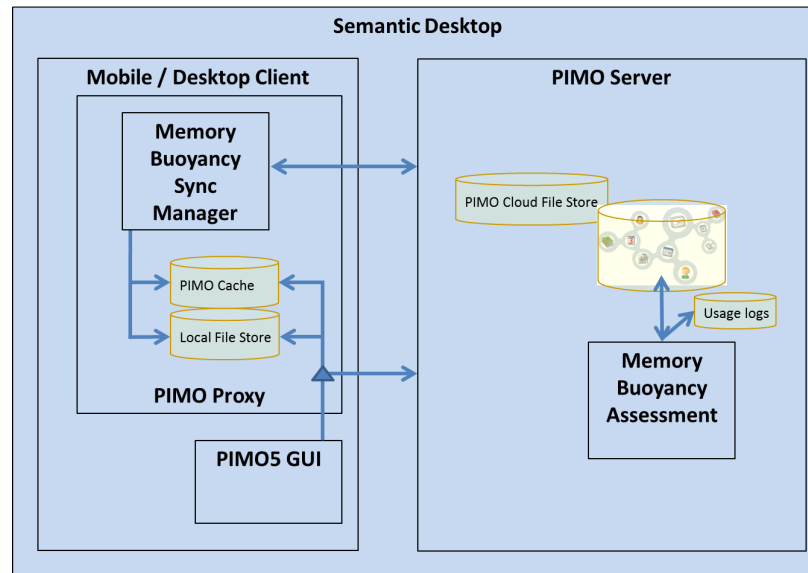 Semantic Desktop
Mobile / Desktop Client
PIMO Server
Memory
Buoyancy
Sync
Manager
PIMO Cloud File Store
PIMO Cache
Local File Store
Usage logs
PIMO Proxy
Memory
Buoyancy
Assessment
PIMO5 GUI